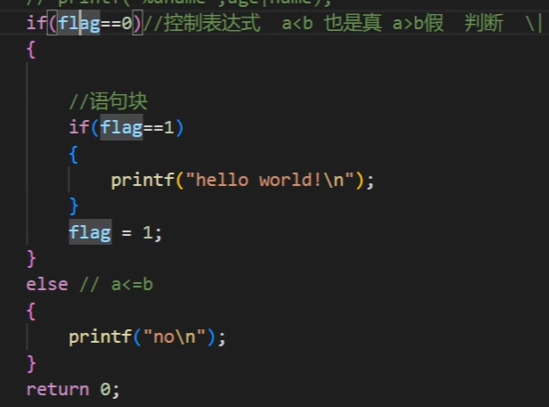 // printf("%dname",age|name);
if(flag==0)//控制表达式 a<b 也是真 a>b假 判断 \|
{
//语句块
if(flag==1)
{
printf("hello world!\n");
}
flag = 1;
}
else // a<=b
{
printf("no\n");
}
return 0;